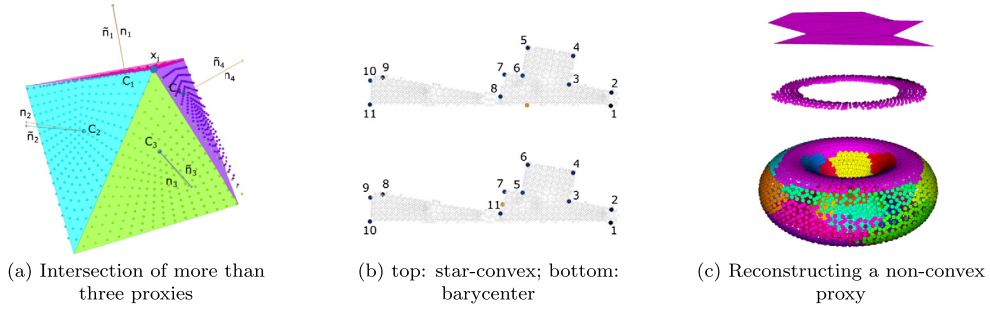 ñ₁ n₁
x_j
ñ₄
n₄
C₁
n₂
ñ₂
C₂
C₃
ñ₃
n₃
5
4
10
9
7
6
3
2
8
11
1
6
4
9
8
7
5
3
2
11
10
1
(a) Intersection of more than
three proxies
(b) top: star-convex; bottom:
barycenter
(c) Reconstructing a non-convex
proxy